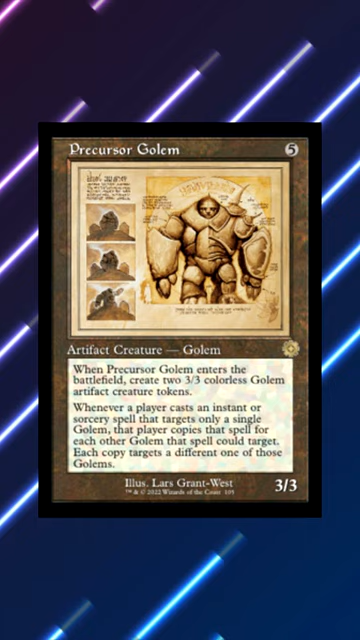 Precursor Golem
5
Artifact Creature — Golem
When Precursor Golem enters the
battlefield, create two 3/3 colorless Golem
artifact creature tokens.
Whenever a player casts an instant or
sorcery spell that targets only a single
Golem, that player copies that spell for
each other Golem that spell could target.
Each copy targets a different one of those
Golems.
Illus. Lars Grant-West
™ & © 2022 Wizards of the Coast 105
3/3